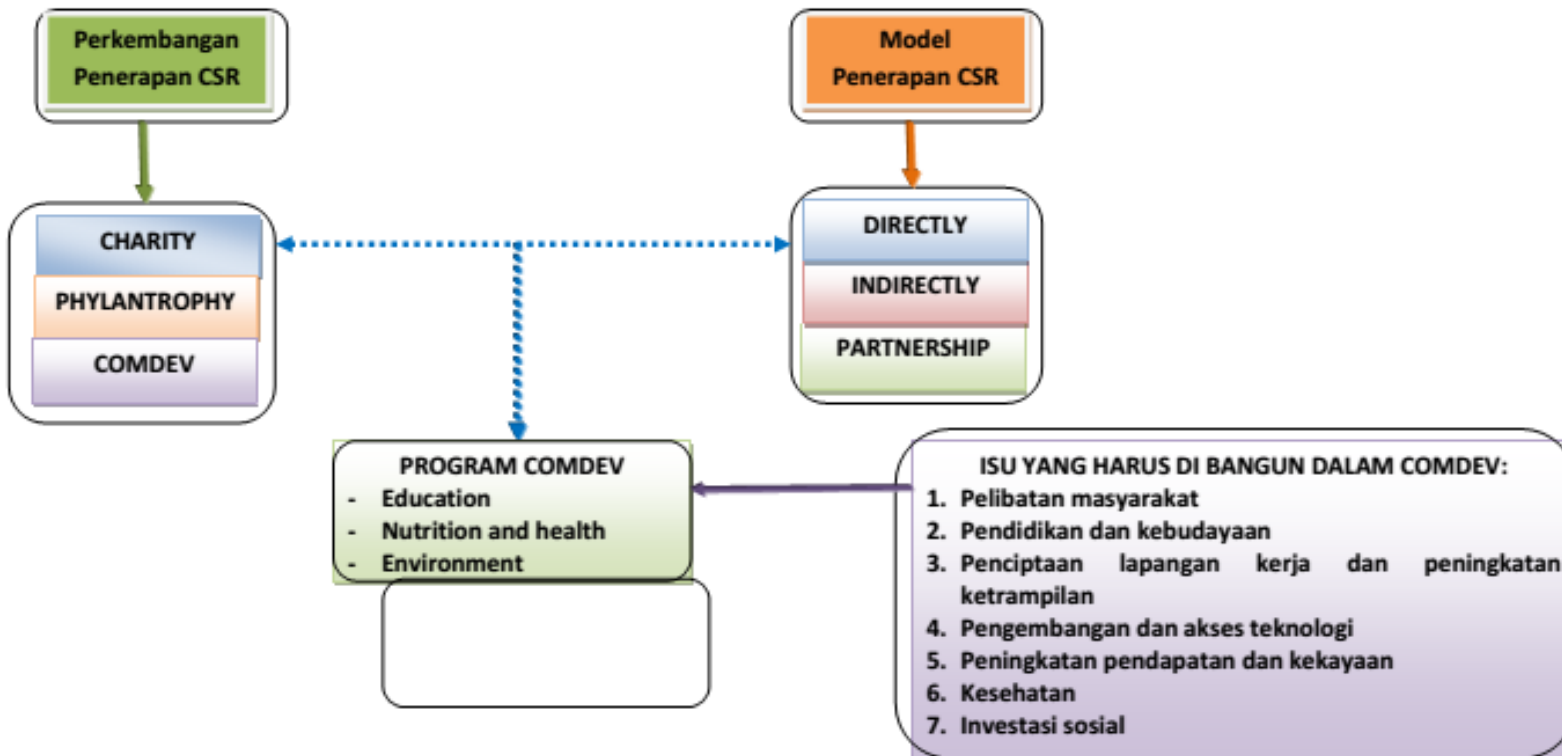 Perkembangan
Penerapan CSR
Model
Penerapan CSR
CHARITY
PHYLANTROPHY
COMDEV
DIRECTLY
INDIRECTLY
PARTNERSHIP
PROGRAM COMDEV
- Education
- Nutrition and health
- Environment
ISU YANG HARUS DI BANGUN DALAM COMDEV:
1. Pelibatan masyarakat
2. Pendidikan dan kebudayaan
3. Penciptaan lapangan kerja dan peningkatan
ketrampilan
4. Pengembangan dan akses teknologi
5. Peningkatan pendapatan dan kekayaan
6. Kesehatan
7. Investasi sosial